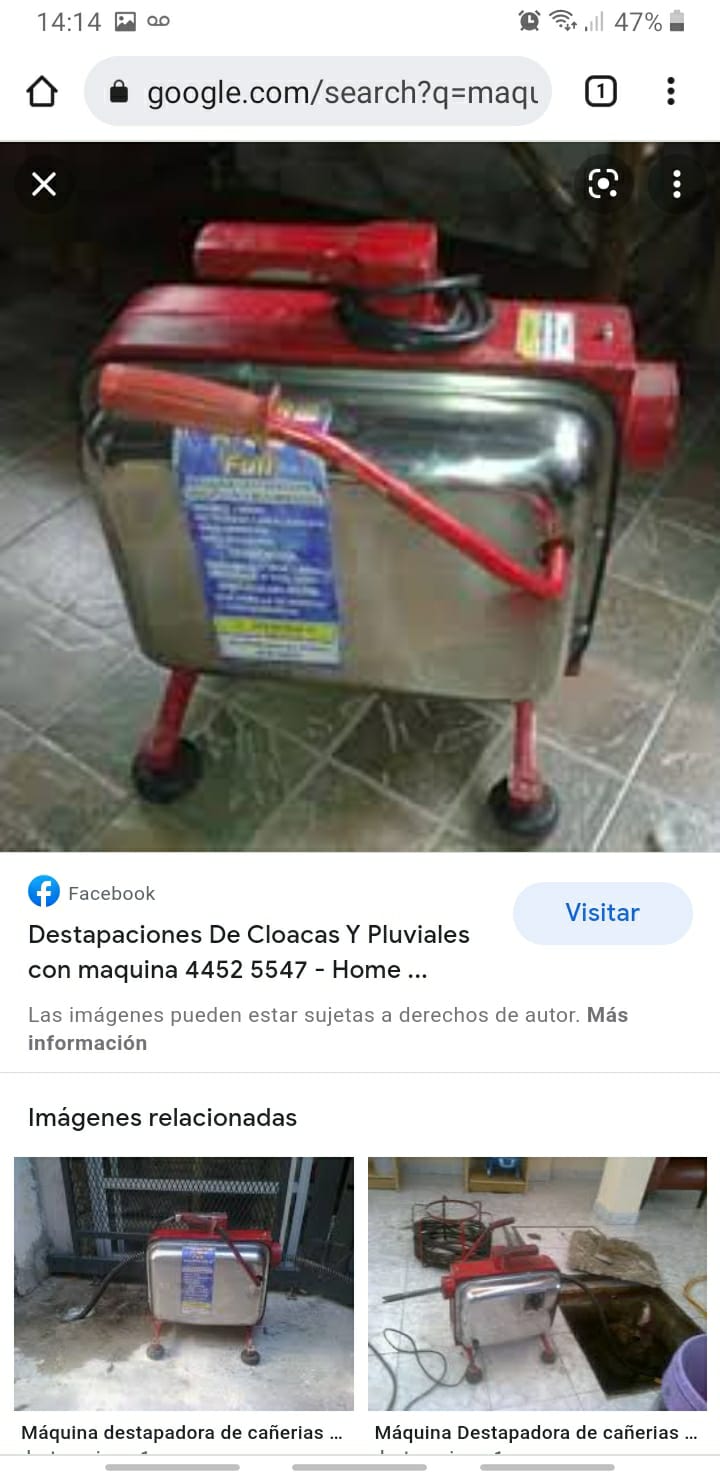 14:14
47%
google.com/search?q=maqu
1
Full
Facebook
Visitar
Destapaciones De Cloacas Y Pluviales
con maquina 4452 5547 - Home ...
Las imágenes pueden estar sujetas a derechos de autor. Más
información
Imágenes relacionadas
Máquina destapadora de cañerias ...
Máquina Destapadora de cañerias ...